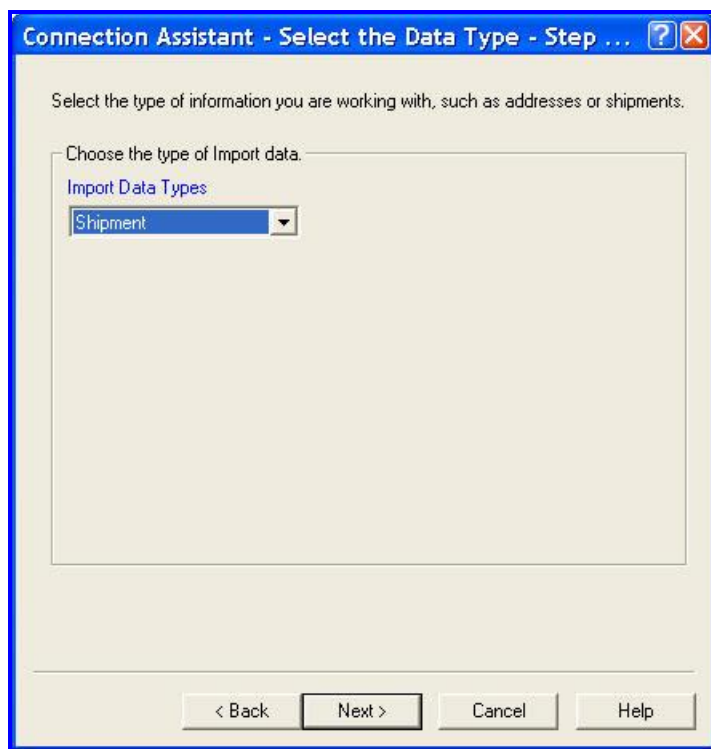 Connection Assistant - Select the Data Type - Step ...
Select the type of information you are working with, such as addresses or shipments.
Choose the type of Import data.
Import Data Types
Shipment
< Back Next > Cancel Help